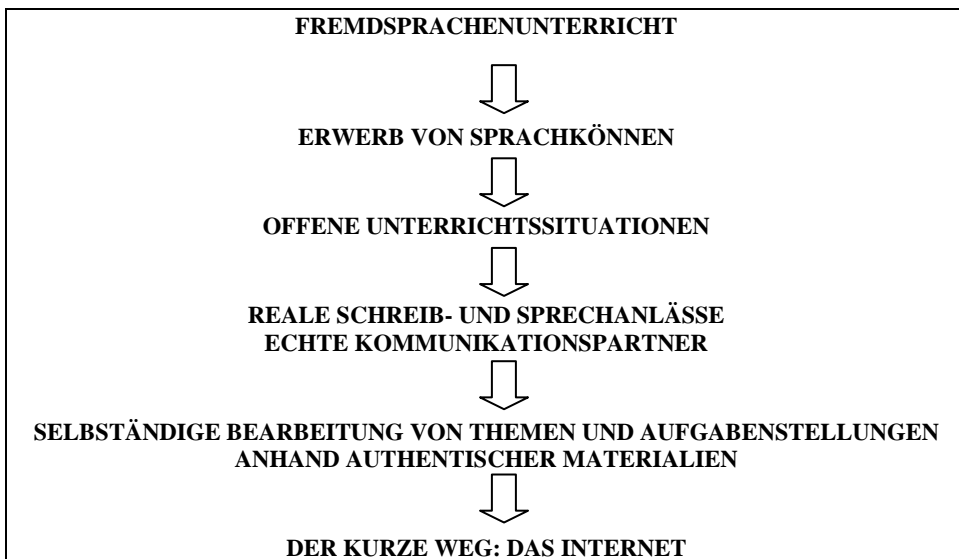 FREMDSPRACHENUNTERRICHT
ERWERB VON SPRACHKÖNNEN
OFFENE UNTERRICHTSSITUATIONEN
REALE SCHREIB- UND SPRECHANLÄSSE
ECHTE KOMMUNIKATIONSPARTNER
SELBSTÄNDIGE BEARBEITUNG VON THEMEN UND AUFGABENSTELLUNGEN
ANHAND AUTHENTISCHER MATERIALIEN
DER KURZE WEG: DAS INTERNET